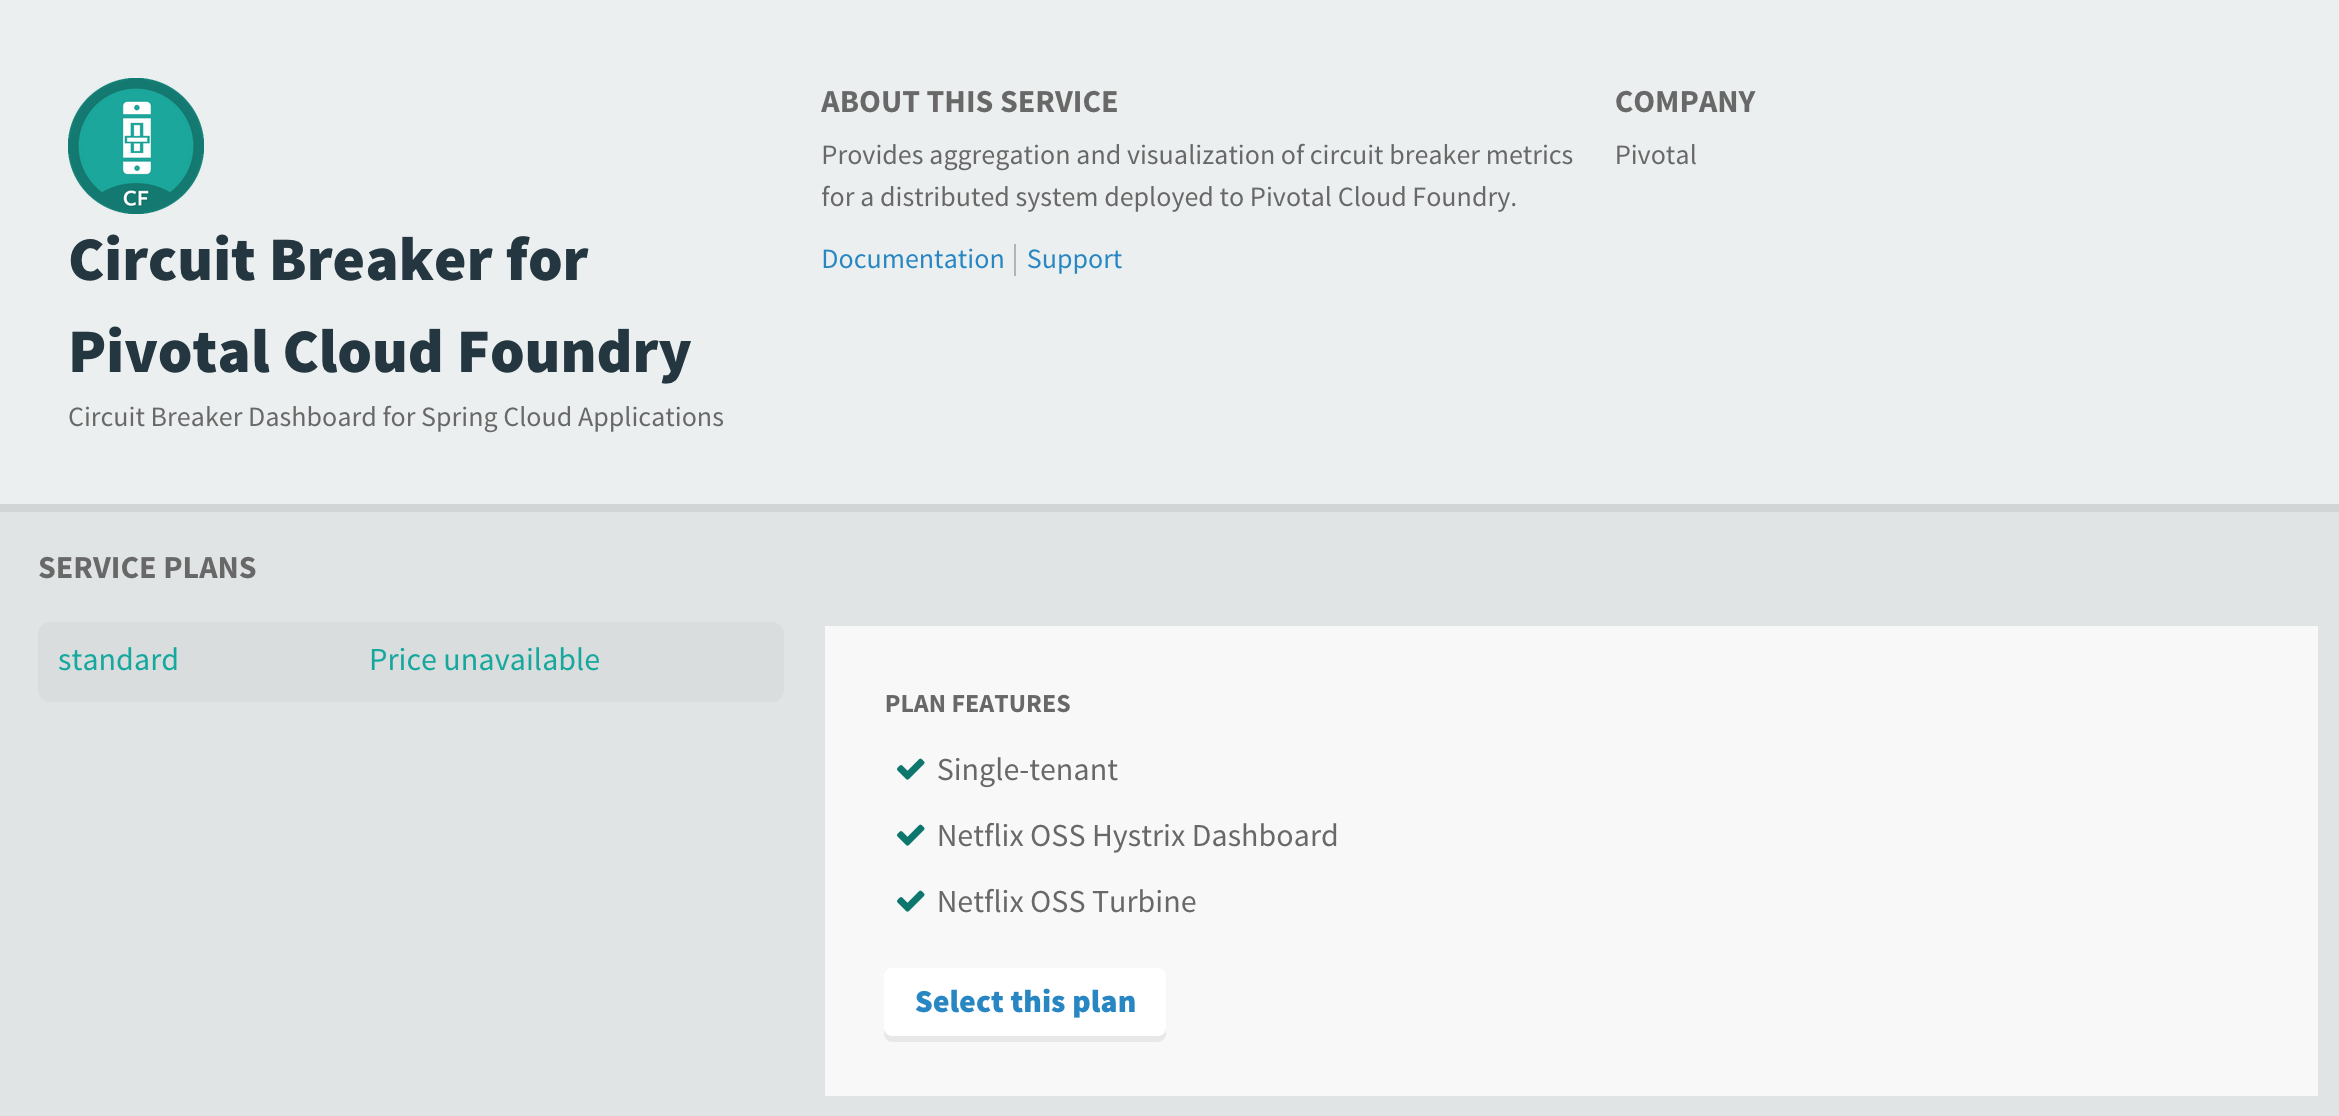 CF
Circuit Breaker for
Pivotal Cloud Foundry
Circuit Breaker Dashboard for Spring Cloud Applications
ABOUT THIS SERVICE
Provides aggregation and visualization of circuit breaker metrics
for a distributed system deployed to Pivotal Cloud Foundry.
Documentation | Support
COMPANY
Pivotal
SERVICE PLANS
standard Price unavailable
PLAN FEATURES
Single-tenant
Netflix OSS Hystrix Dashboard
Netflix OSS Turbine
Select this plan